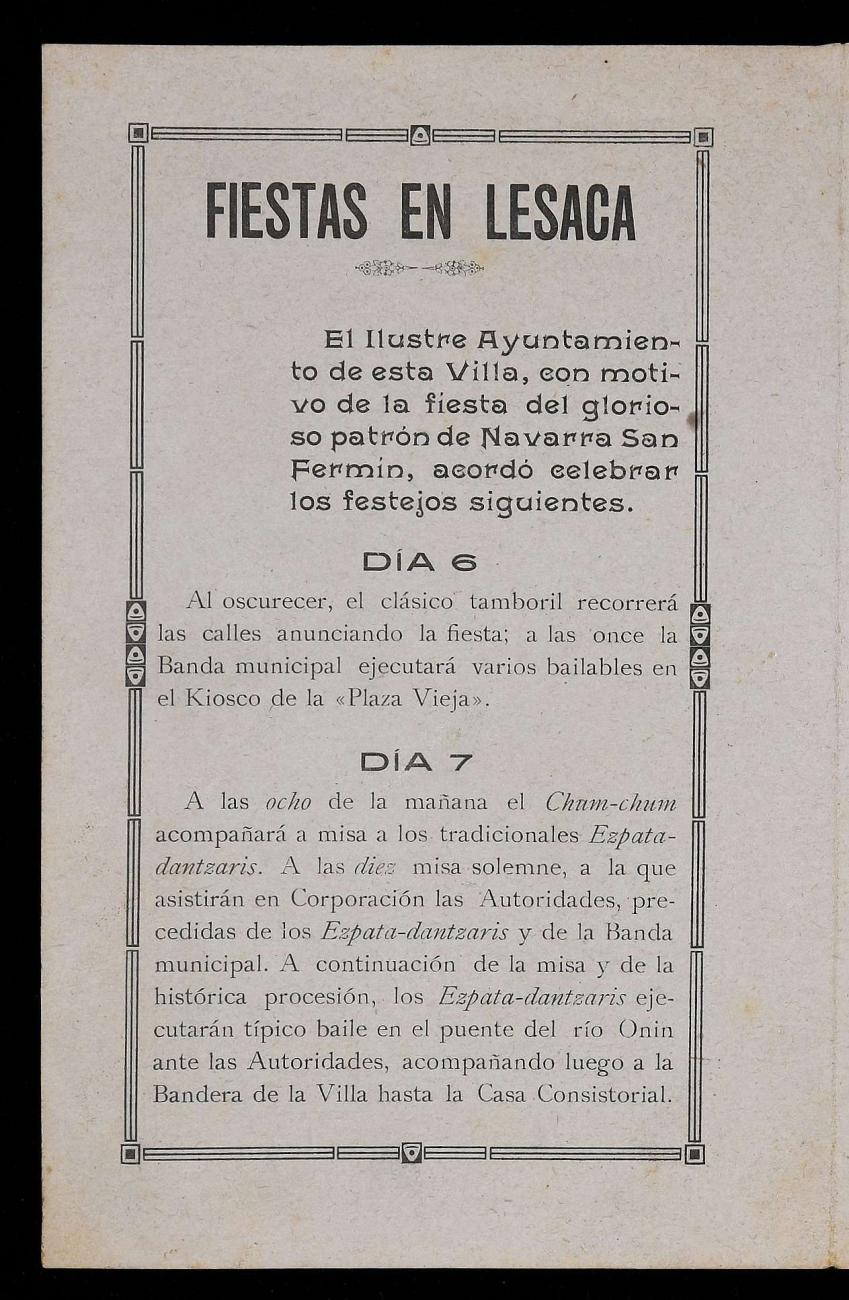 FIESTAS EN LESACA
El Ilustre Ayuntamien-
to de esta Villa, con moti-
vo de la fiesta del glorio-
so patrón de Navarra San
Fermín, acordó celebrar
los festejos siguientes.
DÍA 6
Al oscurecer, el clásico tamboril recorrerá
las calles anunciando la fiesta; a las once la
Banda municipal ejecutará varios bailables en
el Kiosco de la «Plaza Vieja».
DÍA 7
A las ocho de la mañana el Chum-chum
acompañará a misa a los tradicionales Ezpata-
dantzaris. A las diez misa solemne, a la que
asistirán en Corporación las Autoridades, pre-
cedidas de los Ezpata-dantzaris y de la Banda
municipal. A continuación de la misa y de la
histórica procesión, los Ezpata-dantzaris eje-
cutarán típico baile en el puente del río Onin
ante las Autoridades, acompañando luego a la
Bandera de la Villa hasta la Casa Consistorial.